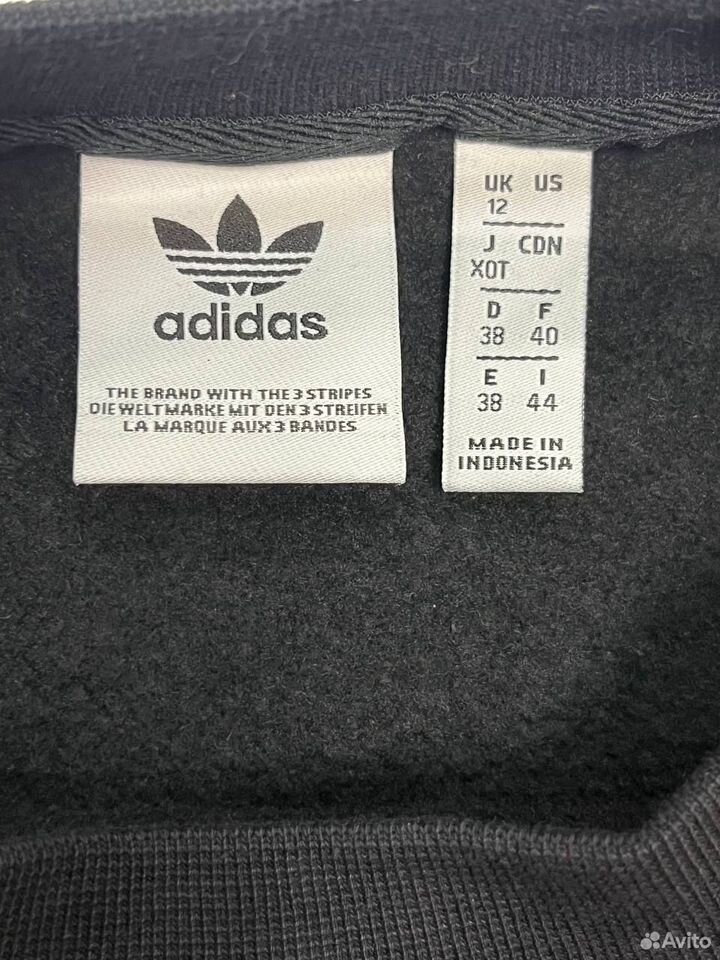 adidas
THE BRAND WITH THE 3 STRIPES
DIE WELTMARKE MIT DEN 3 STREIFEN
LA MARQUE AUX 3 BANDES
UK US
12
J CDN
XOT
D F
38 40
E I
38 44
MADE IN
INDONESIA
Avito